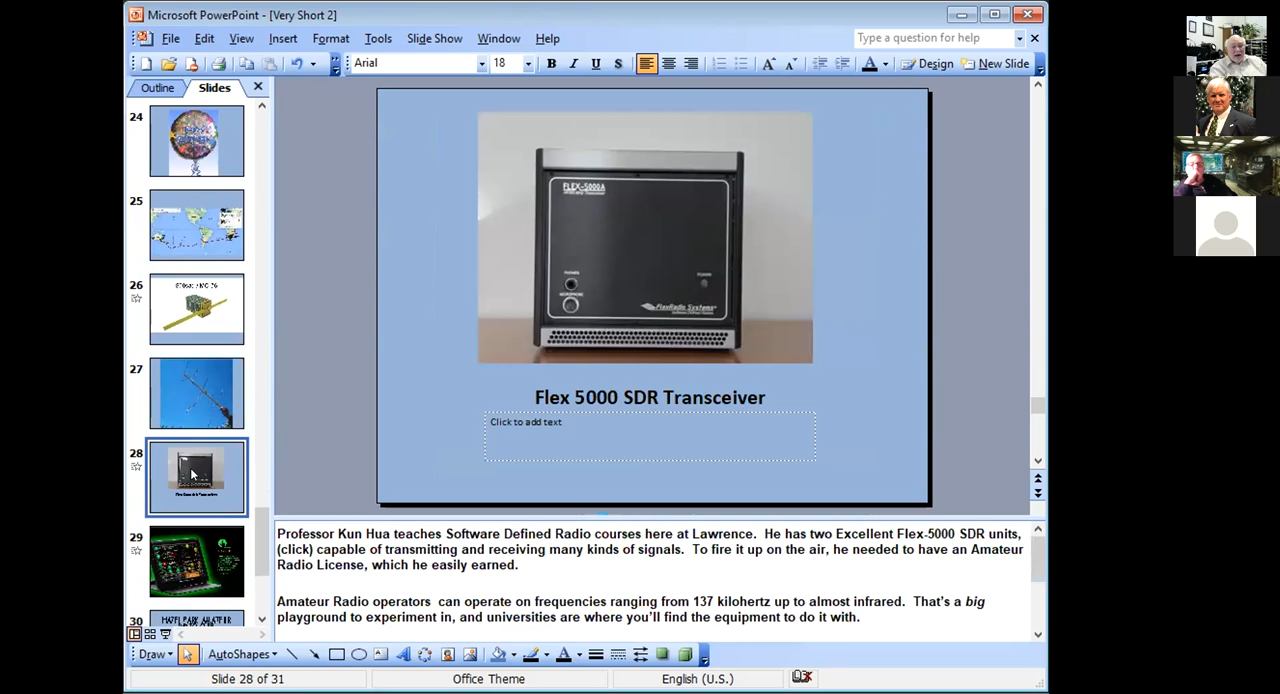 Microsoft PowerPoint - [Very Short 2]
File Edit View Insert Format Tools Slide Show Window Help
Type a question for help
Arial 18 B I U S Design New Slide
Outline Slides
24
25
26
27
28
29
30
FLEX-5000A
PHONES
POWER
MICROPHONE
FlexRadio Systems
Flex 5000 SDR Transceiver
Click to add text
Professor Kun Hua teaches Software Defined Radio courses here at Lawrence. He has two Excellent Flex-5000 SDR units,
(click) capable of transmitting and receiving many kinds of signals. To fire it up on the air, he needed to have an Amateur
Radio License, which he easily earned.
Amateur Radio operators can operate on frequencies ranging from 137 kilohertz up to almost infrared. That's a big
playground to experiment in, and universities are where you'll find the equipment to do it with.
Draw AutoShapes
Slide 28 of 31 Office Theme English (U.S.)